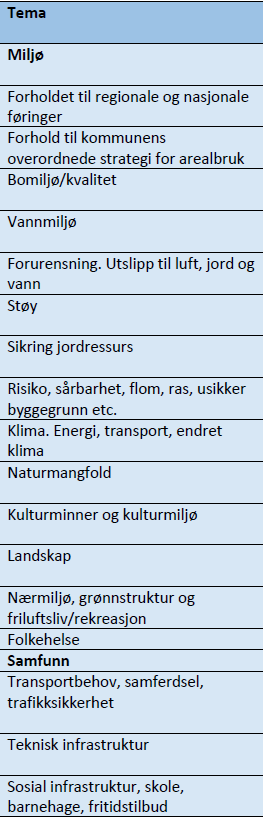 Tema
Miljø
Forholdet til regionale og nasjonale
føringer
Forhold til kommunens
overordnede strategi for arealbruk
Bomiljø/kvalitet
Vannmiljø
Forurensning. Utslipp til luft, jord og
vann
Støy
Sikring jordressurs
Risiko, sårbarhet, flom, ras, usikker
byggegrunn etc.
Klima. Energi, transport, endret
klima
Naturmangfold
Kulturminner og kulturmiljø
Landskap
Nærmiljø, grønnstruktur og
friluftsliv/rekreasjon
Folkehelse
Samfunn
Transportbehov, samferdsel,
trafikksikkerhet
Teknisk infrastruktur
Sosial infrastruktur, skole,
barnehage, fritidstilbud